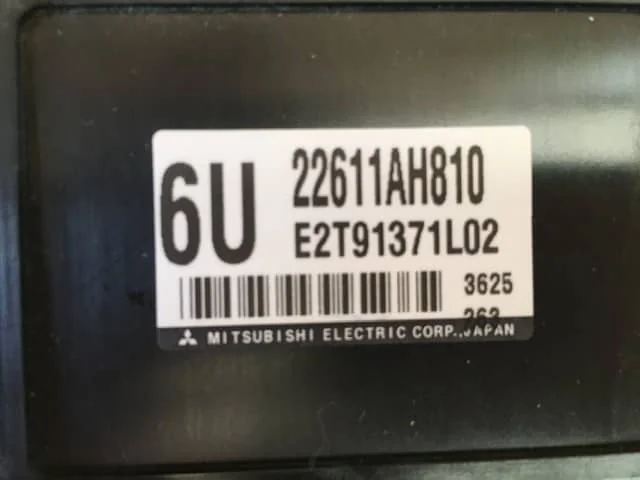 6U
22611AH810
E2T91371L02
3625
MITSUBISHI ELECTRIC CORP.,JAPAN